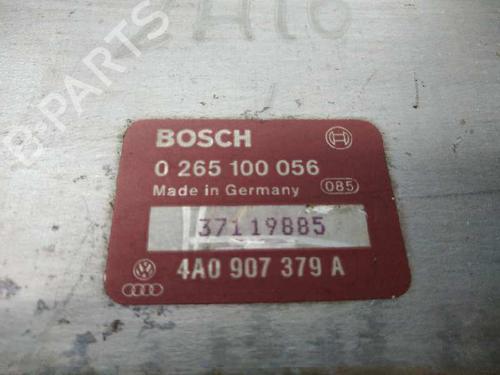 B-PARTS
BOSCH
0 265 100 056
Made in Germany
085
37119885
4A0 907 379 A